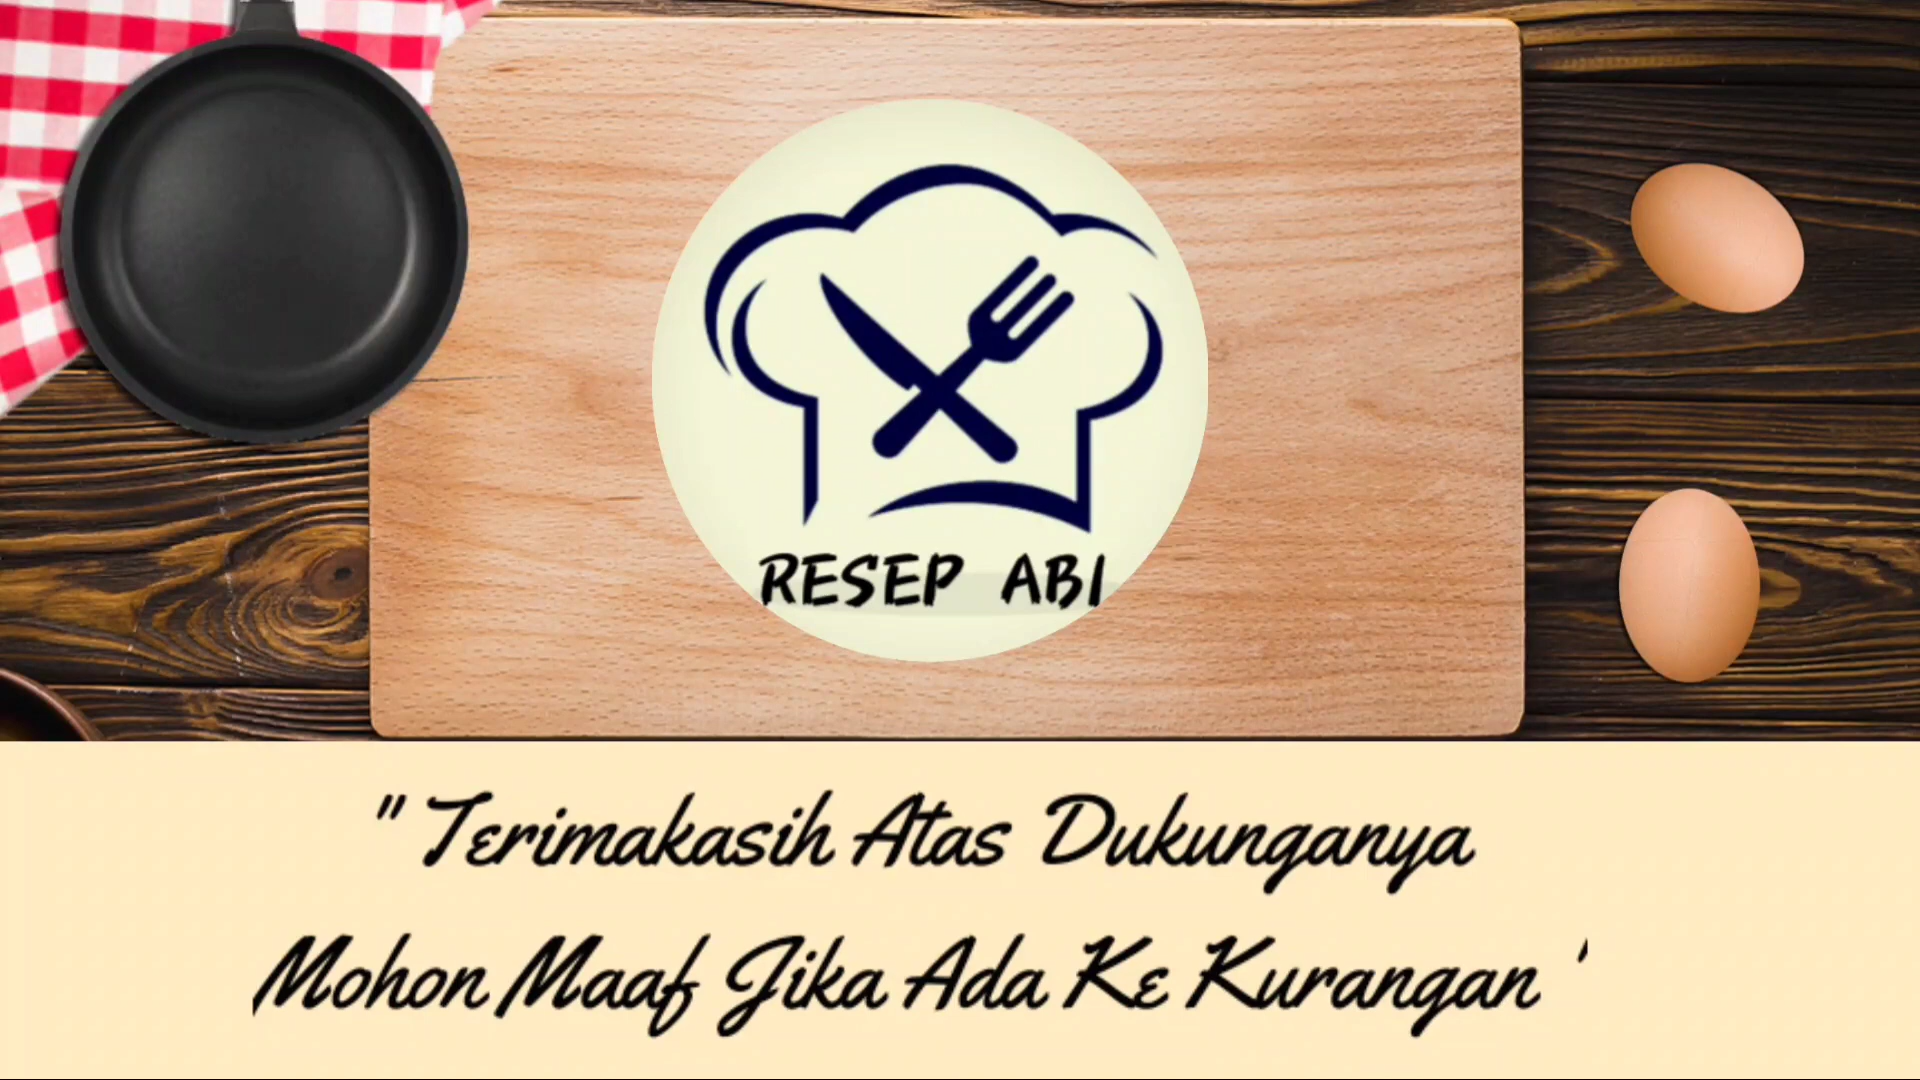 RESEP ABI
" Terimakasih Atas Dukunganya
Mohon Maaf Jika Ada Ke Kurangan '